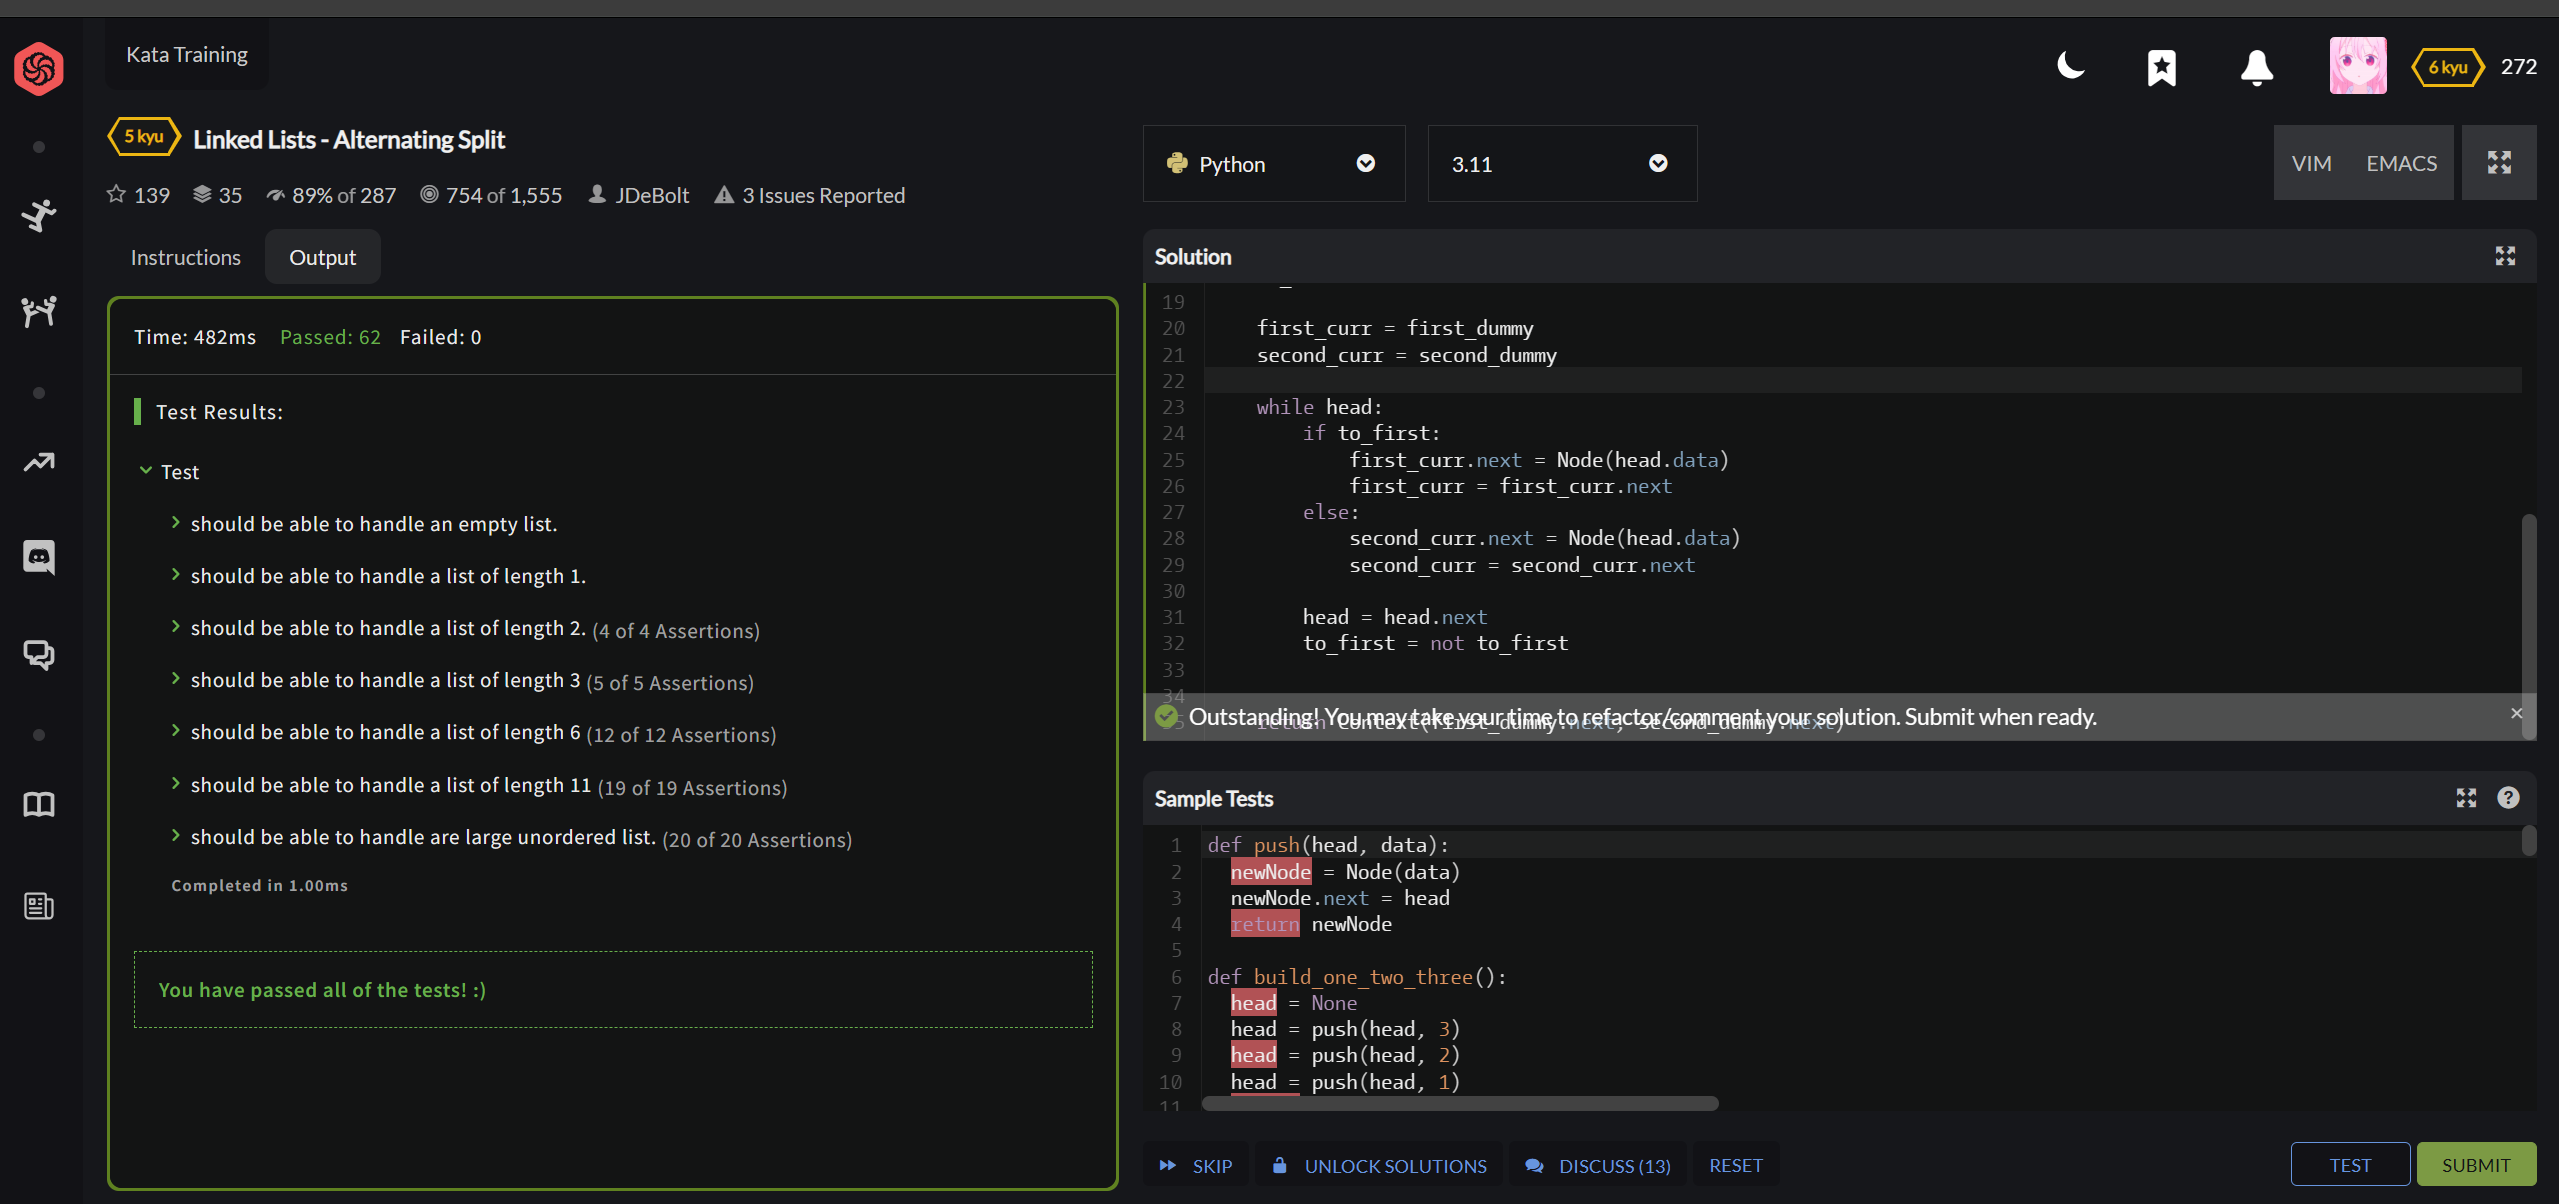 Kata Training
6 kyu 272
5 kyu Linked Lists - Alternating Split
139 35 89% of 287 754 of 1,555 JDeBolt 3 Issues Reported
Instructions Output
Time: 482ms Passed: 62 Failed: 0
Test Results:
Test
should be able to handle an empty list.
should be able to handle a list of length 1.
should be able to handle a list of length 2. (4 of 4 Assertions)
should be able to handle a list of length 3 (5 of 5 Assertions)
should be able to handle a list of length 6 (12 of 12 Assertions)
should be able to handle a list of length 11 (19 of 19 Assertions)
should be able to handle are large unordered list. (20 of 20 Assertions)
Completed in 1.00ms
You have passed all of the tests! :)
Python 3.11 VIM EMACS
Solution
19
20 first_curr = first_dummy
21 second_curr = second_dummy
22
23 while head:
24 if to_first:
25 first_curr.next = Node(head.data)
26 first_curr = first_curr.next
27 else:
28 second_curr.next = Node(head.data)
29 second_curr = second_curr.next
30
31 head = head.next
32 to_first = not to_first
33
34
35 return Context(first_dummy.next, second_dummy.next)
Outstanding! You may take your time to refactor/comment your solution. Submit when ready.
Sample Tests
1 def push(head, data):
2 newNode = Node(data)
3 newNode.next = head
4 return newNode
5
6 def build_one_two_three():
7 head = None
8 head = push(head, 3)
9 head = push(head, 2)
10 head = push(head, 1)
11
SKIP UNLOCK SOLUTIONS DISCUSS (13) RESET TEST SUBMIT